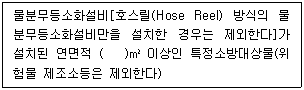 물분무등소화설비[호스릴(Hose Reel) 방식의 물
분무등소화설비만을 설치한 경우는 제외한다]가
설치된 연면적 (   )㎡ 이상인 특정소방대상물(위
험물 제조소등은 제외한다)